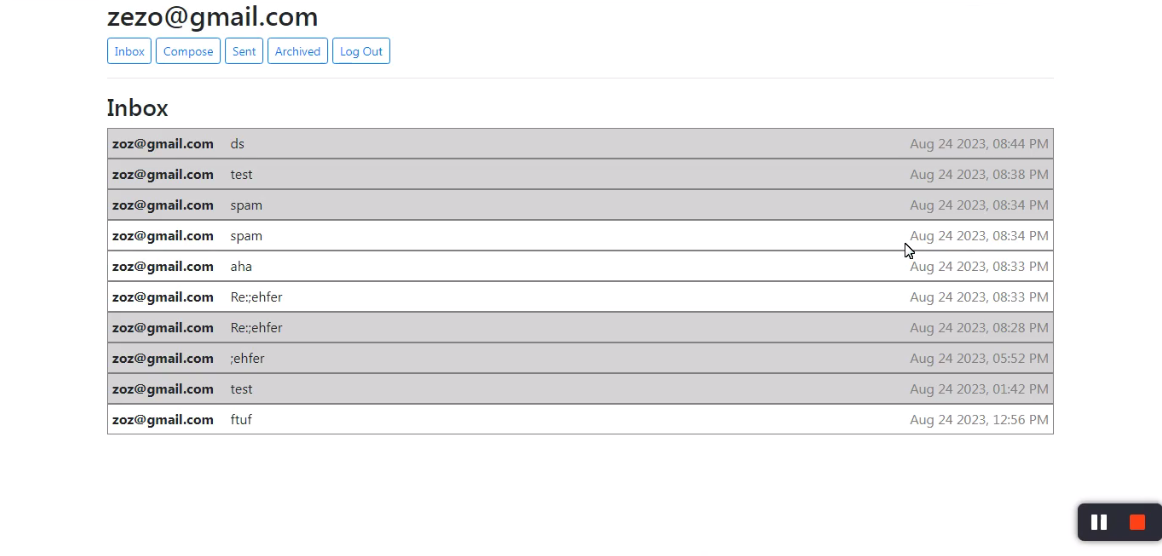 zezo@gmail.com
Inbox Compose Sent Archived Log Out
Inbox
zoz@gmail.com ds Aug 24 2023, 08:44 PM
zoz@gmail.com test Aug 24 2023, 08:38 PM
zoz@gmail.com spam Aug 24 2023, 08:34 PM
zoz@gmail.com spam Aug 24 2023, 08:34 PM
zoz@gmail.com aha Aug 24 2023, 08:33 PM
zoz@gmail.com Re:;ehfer Aug 24 2023, 08:33 PM
zoz@gmail.com Re:;ehfer Aug 24 2023, 08:28 PM
zoz@gmail.com ;ehfer Aug 24 2023, 05:52 PM
zoz@gmail.com test Aug 24 2023, 01:42 PM
zoz@gmail.com ftuf Aug 24 2023, 12:56 PM